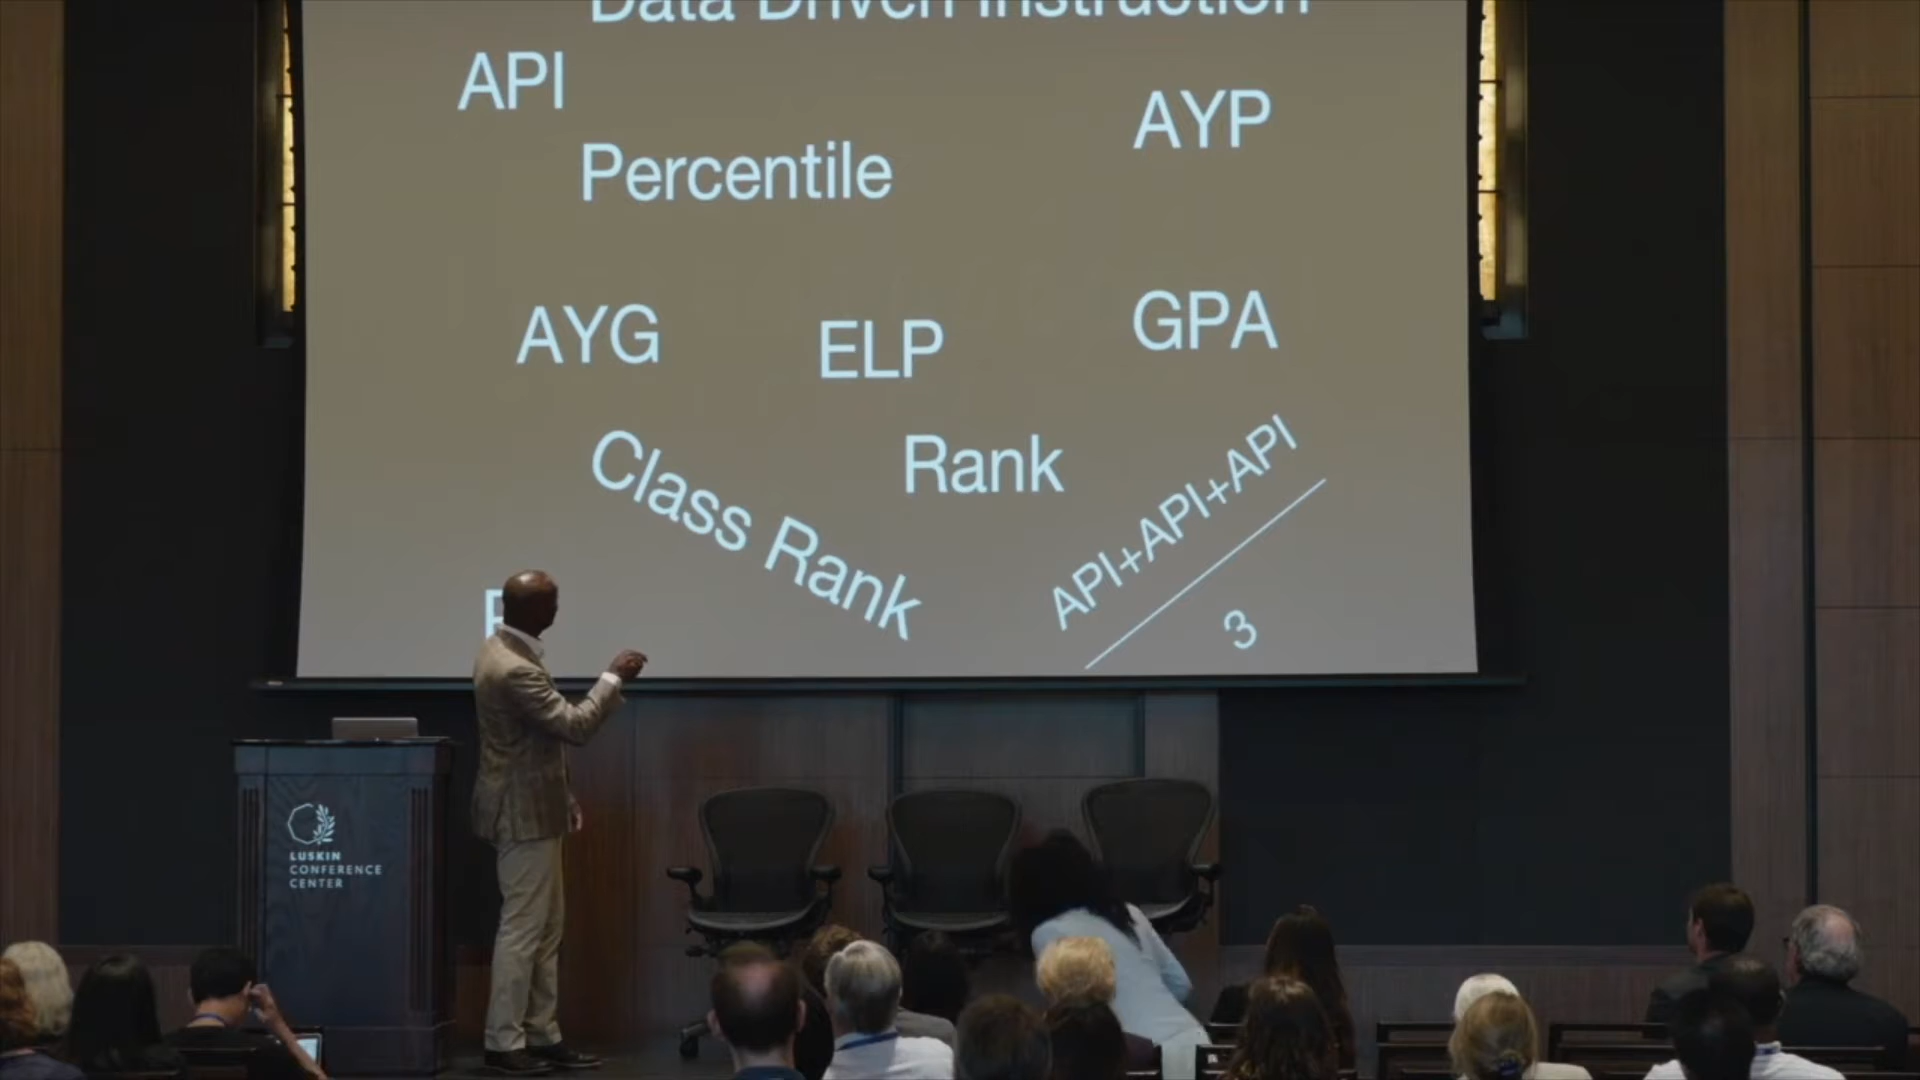 Data Driven Instruction
API
AYP
Percentile
AYG
ELP
GPA
Class Rank
Rank
API+API+API
3
LUSKIN
CONFERENCE
CENTER